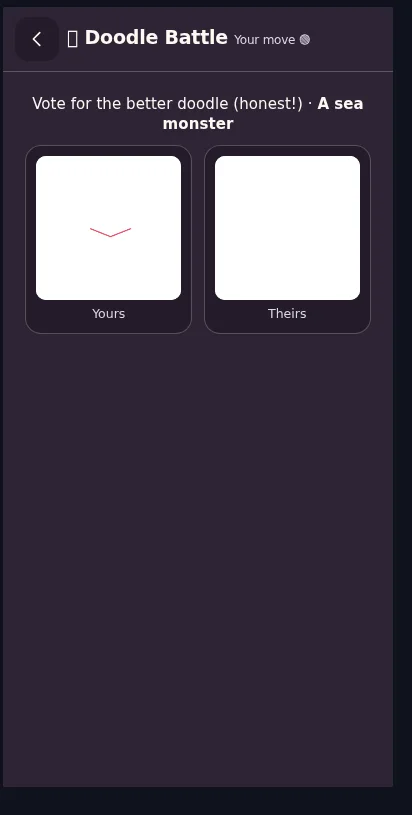 Doodle Battle Your move
Vote for the better doodle (honest!) · A sea
monster
Yours
Theirs